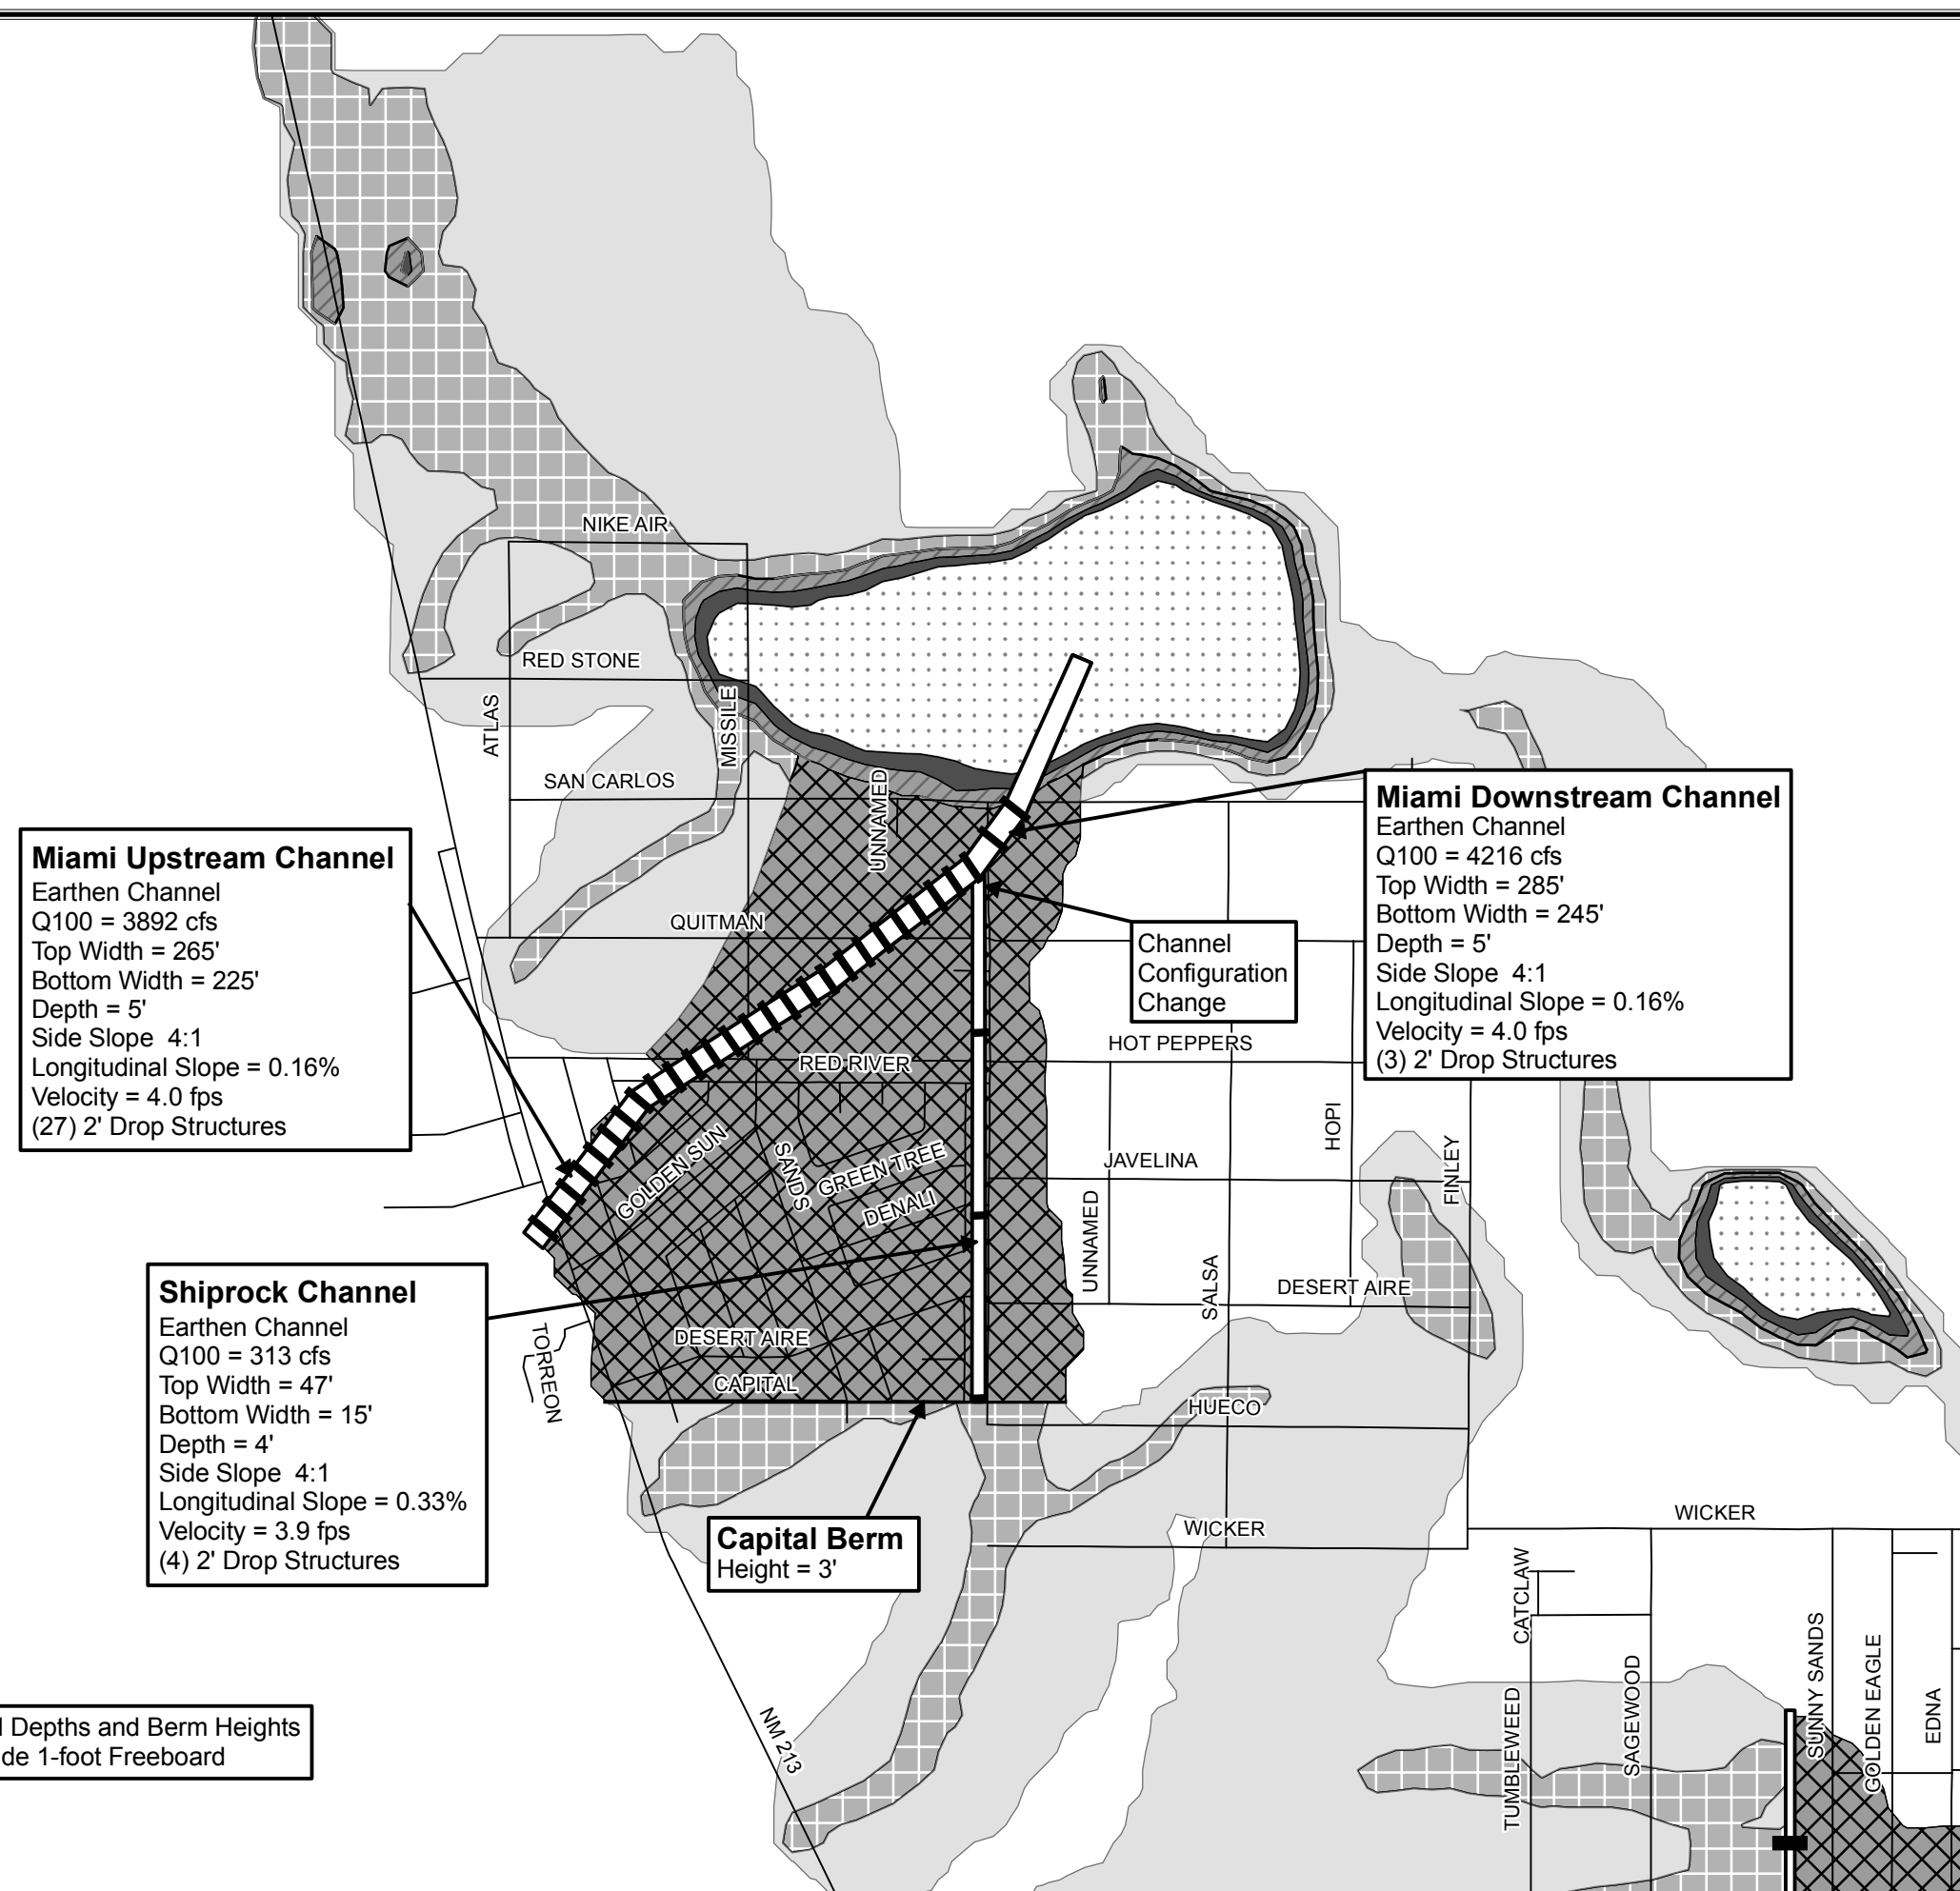 NIKE AIR
RED STONE
ATLAS
MISSILE
SAN CARLOS
UNNAMED
QUITMAN
Miami Downstream Channel
Earthen Channel
Q100 = 4216 cfs
Top Width = 285'
Bottom Width = 245'
Depth = 5'
Side Slope 4:1
Longitudinal Slope = 0.16%
Velocity = 4.0 fps
(3) 2' Drop Structures
Miami Upstream Channel
Earthen Channel
Q100 = 3892 cfs
Top Width = 265'
Bottom Width = 225'
Depth = 5'
Side Slope 4:1
Longitudinal Slope = 0.16%
Velocity = 4.0 fps
(27) 2' Drop Structures
Channel
Configuration
Change
HOT PEPPERS
RED RIVER
HOPI
FINLEY
JAVELINA
GOLDEN SUN
SANDS
GREEN TREE
DENALI
UNNAMED
SALSA
DESERT AIRE
Shiprock Channel
Earthen Channel
Q100 = 313 cfs
Top Width = 47'
Bottom Width = 15'
Depth = 4'
Side Slope 4:1
Longitudinal Slope = 0.33%
Velocity = 3.9 fps
(4) 2' Drop Structures
TORREON
DESERT AIRE
CAPITAL
HUECO
Capital Berm
Height = 3'
WICKER
WICKER
CATCLAW
TUMBLEWEED
SAGEWOOD
SUNNY SANDS
GOLDEN EAGLE
EDNA
NM 213
Depths and Berm Heights
de 1-foot Freeboard